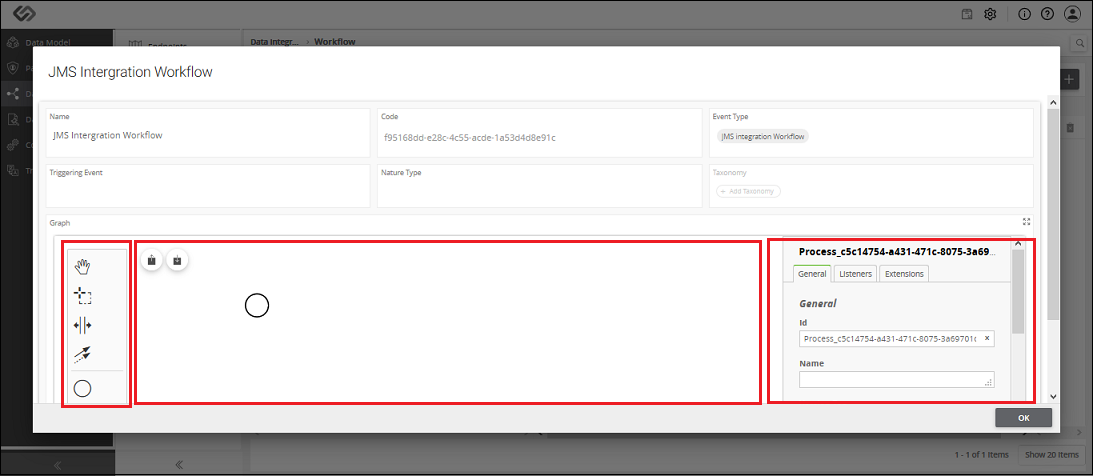 Data Model
Endpoints
Data Integr... › Workflow
JMS Intergration Workflow
Name
Code
Event Type
JMS Intergration Workflow
f95168dd-e28c-4c55-acde-1a53d4d8e91c
JMS integration Workflow
Triggering Event
Nature Type
Taxonomy
+ Add Taxonomy
Graph
Process_c5c14754-a431-471c-8075-3a69...
General
Listeners
Extensions
General
Id
Process_c5c14754-a431-471c-8075-3a69701c
Name
OK
1 - 1 of 1 Items
Show 20 Items